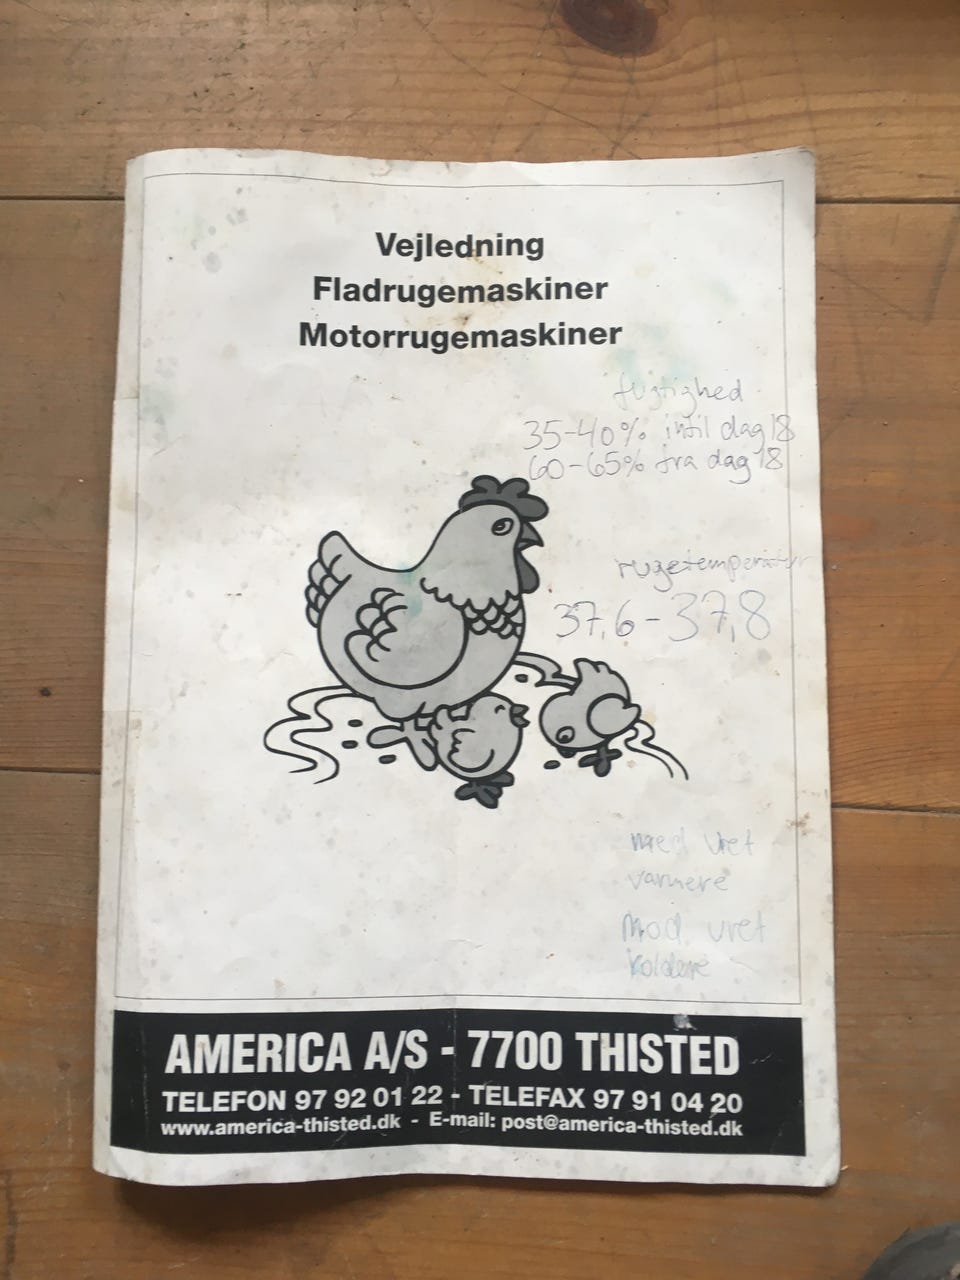 Vejledning
Fladrugemaskiner
Motorrugemaskiner
fugtighed
35-40% intil dag 18
60-65% fra dag 18
rugetemperatur
37,6-37,8
med uret
varmere
mod uret
koldere
AMERICA A/S - 7700 THISTED
TELEFON 97 92 01 22 - TELEFAX 97 91 04 20
www.america-thisted.dk - E-mail: post@america-thisted.dk